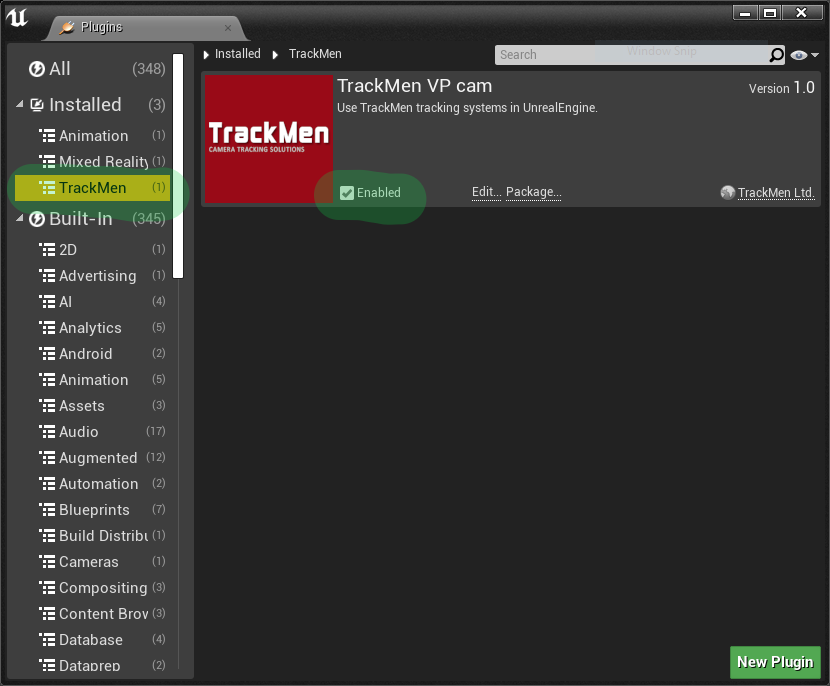 Plugins
Installed TrackMen
Search
Window Snip
All (348)
Installed (3)
Animation (1)
Mixed Reality (1)
TrackMen (1)
Built-In (345)
2D (1)
Advertising (1)
AI (4)
Analytics (5)
Android (2)
Animation (5)
Assets (3)
Audio (17)
Augmented (12)
Automation (2)
Blueprints (7)
Build Distribu (1)
Cameras (1)
Compositing (3)
Content Brow (3)
Database (4)
Dataprep (2)
TrackMen
CAMERA TRACKING SOLUTIONS
TrackMen VP cam
Version 1.0
Use TrackMen tracking systems in UnrealEngine.
Enabled
Edit... Package...
TrackMen Ltd.
New Plugin